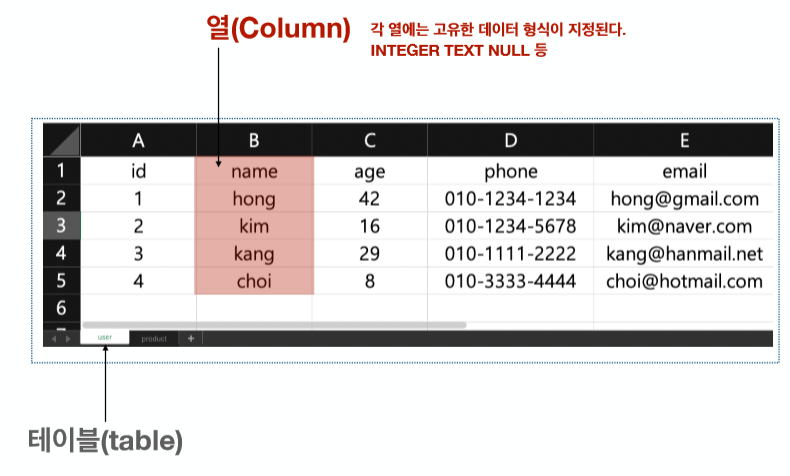 열(Column)
각 열에는 고유한 데이터 형식이 지정된다.
INTEGER TEXT NULL 등
A B C D E
1 id name age phone email
2 1 hong 42 010-1234-1234 hong@gmail.com
3 2 kim 16 010-1234-5678 kim@naver.com
4 3 kang 29 010-1111-2222 kang@hanmail.net
5 4 choi 8 010-3333-4444 choi@hotmail.com
6
user product +
테이블(table)